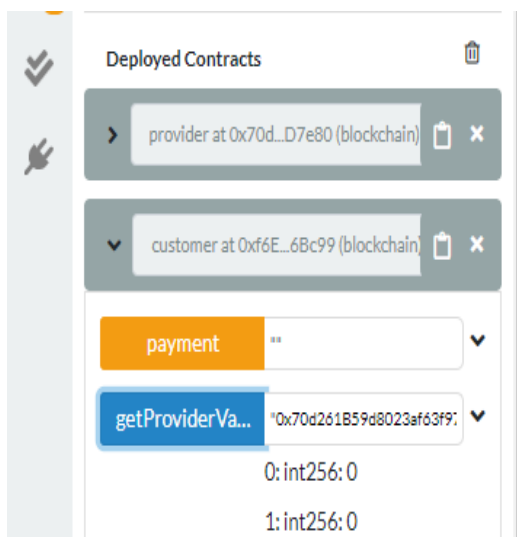 Deployed Contracts
provider at 0x70d...D7e80 (blockchain)
customer at 0xf6E...6Bc99 (blockchain)
payment ""
getProviderVa... "0x70d261B59d8023af63f97
0: int256: 0
1: int256: 0